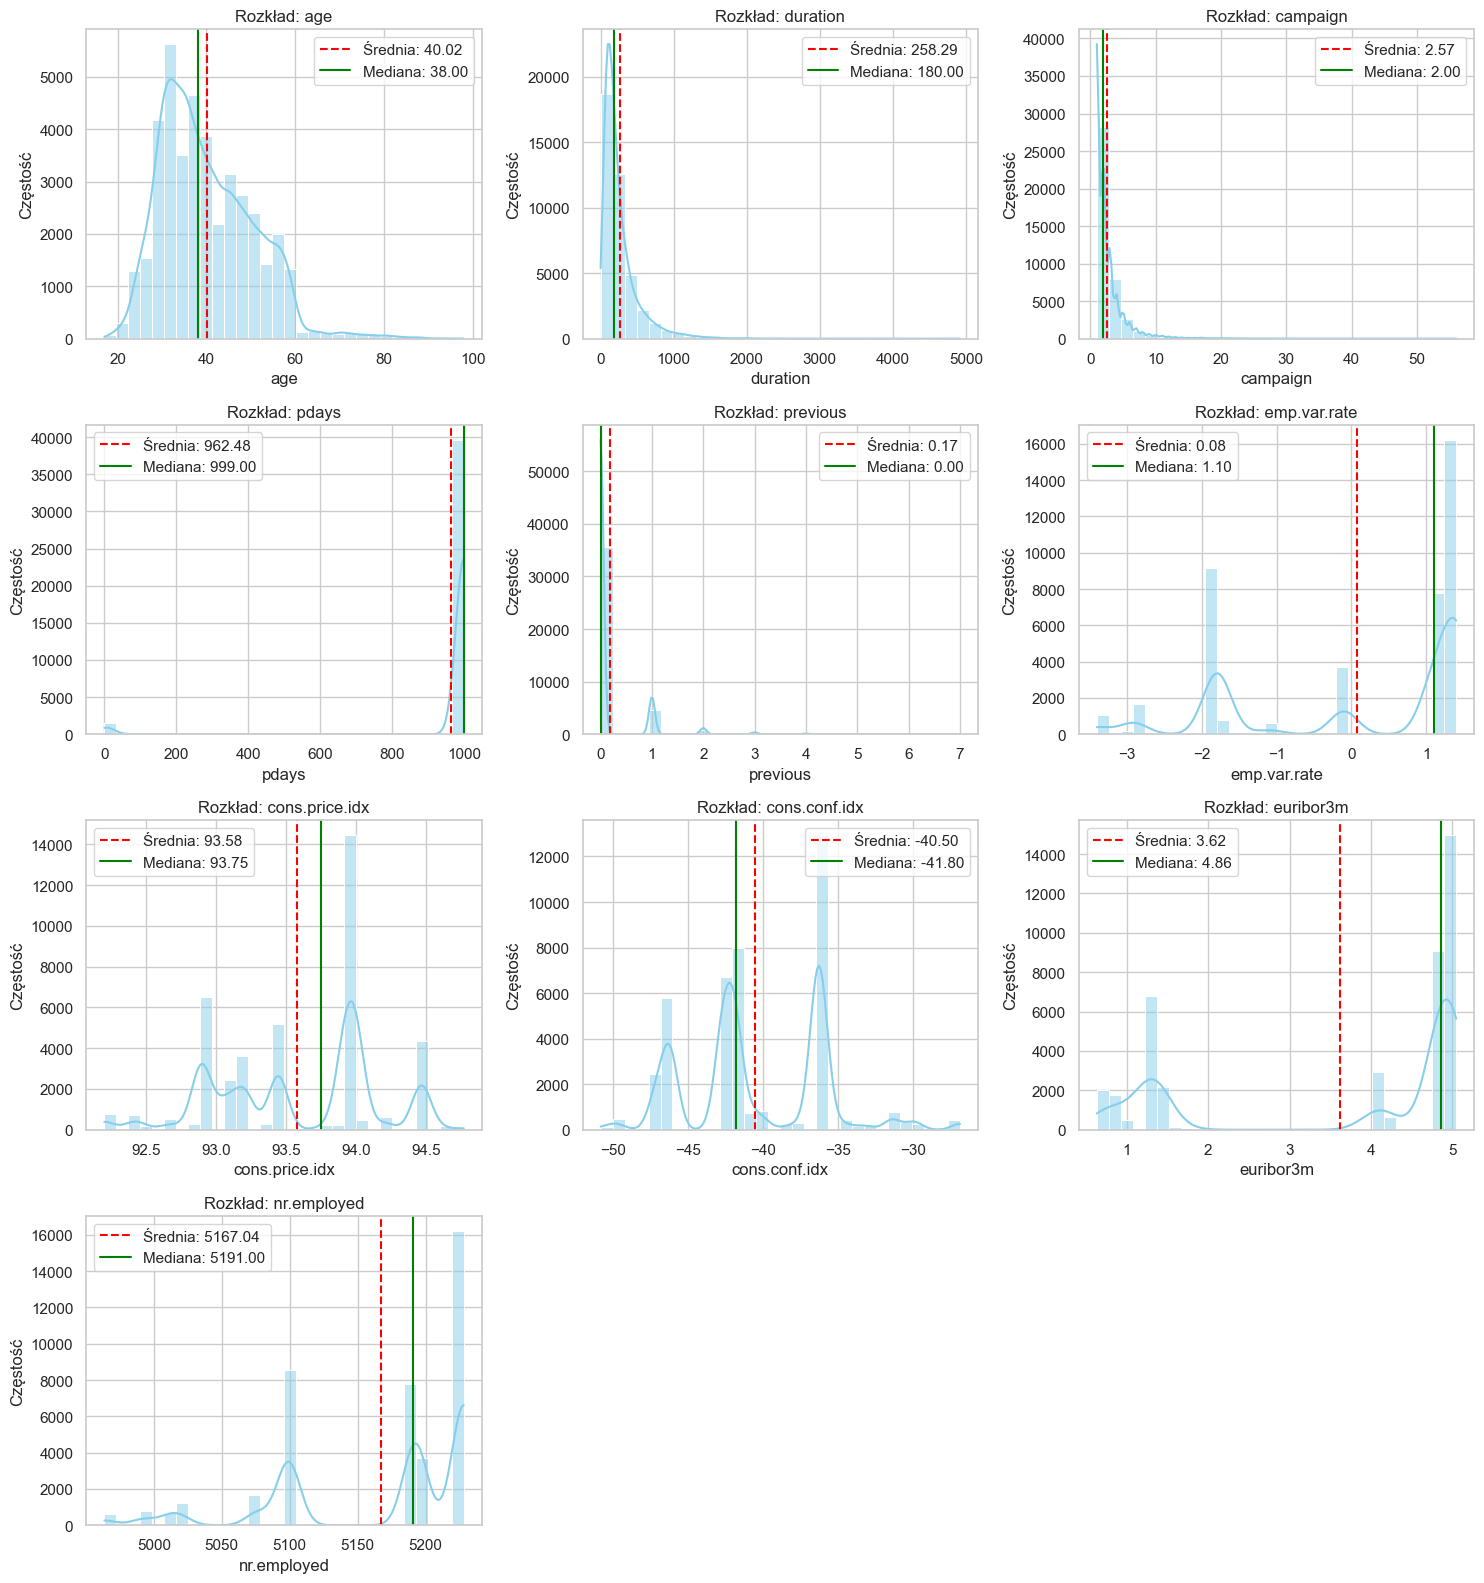 Rozkład: age
Średnia: 40.02
Mediana: 38.00
Częstość
5000
4000
3000
2000
1000
0
20 40 60 80 100
age
Rozkład: duration
Średnia: 258.29
Mediana: 180.00
Częstość
20000
15000
10000
5000
0
0 1000 2000 3000 4000 5000
duration
Rozkład: campaign
Średnia: 2.57
Mediana: 2.00
Częstość
40000
35000
30000
25000
20000
15000
10000
5000
0
0 10 20 30 40 50
campaign
Rozkład: pdays
Średnia: 962.48
Mediana: 999.00
Częstość
40000
35000
30000
25000
20000
15000
10000
5000
0
0 200 400 600 800 1000
pdays
Rozkład: previous
Średnia: 0.17
Mediana: 0.00
Częstość
50000
40000
30000
20000
10000
0
0 1 2 3 4 5 6 7
previous
Rozkład: emp.var.rate
Średnia: 0.08
Mediana: 1.10
Częstość
16000
14000
12000
10000
8000
6000
4000
2000
0
−3 −2 −1 0 1
emp.var.rate
Rozkład: cons.price.idx
Średnia: 93.58
Mediana: 93.75
Częstość
14000
12000
10000
8000
6000
4000
2000
0
92.5 93.0 93.5 94.0 94.5
cons.price.idx
Rozkład: cons.conf.idx
Średnia: -40.50
Mediana: -41.80
Częstość
12000
10000
8000
6000
4000
2000
0
−50 −45 −40 −35 −30
cons.conf.idx
Rozkład: euribor3m
Średnia: 3.62
Mediana: 4.86
Częstość
14000
12000
10000
8000
6000
4000
2000
0
1 2 3 4 5
euribor3m
Rozkład: nr.employed
Średnia: 5167.04
Mediana: 5191.00
Częstość
16000
14000
12000
10000
8000
6000
4000
2000
0
5000 5050 5100 5150 5200
nr.employed